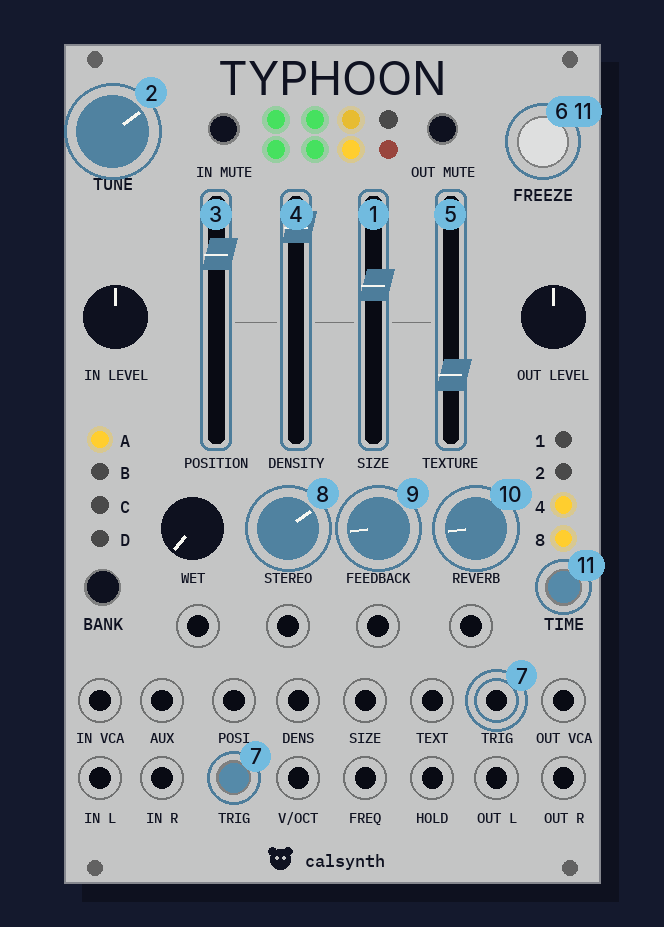 TYPHOON
2
6 11
IN MUTE
OUT MUTE
TUNE
FREEZE
3
4
1
5
IN LEVEL
OUT LEVEL
A
B
C
D
1
2
4
8
POSITION
DENSITY
SIZE
TEXTURE
8
9
10
WET
STEREO
FEEDBACK
REVERB
11
BANK
TIME
7
IN VCA
AUX
POSI
DENS
SIZE
TEXT
TRIG
OUT VCA
7
IN L
IN R
TRIG
V/OCT
FREQ
HOLD
OUT L
OUT R
calsynth